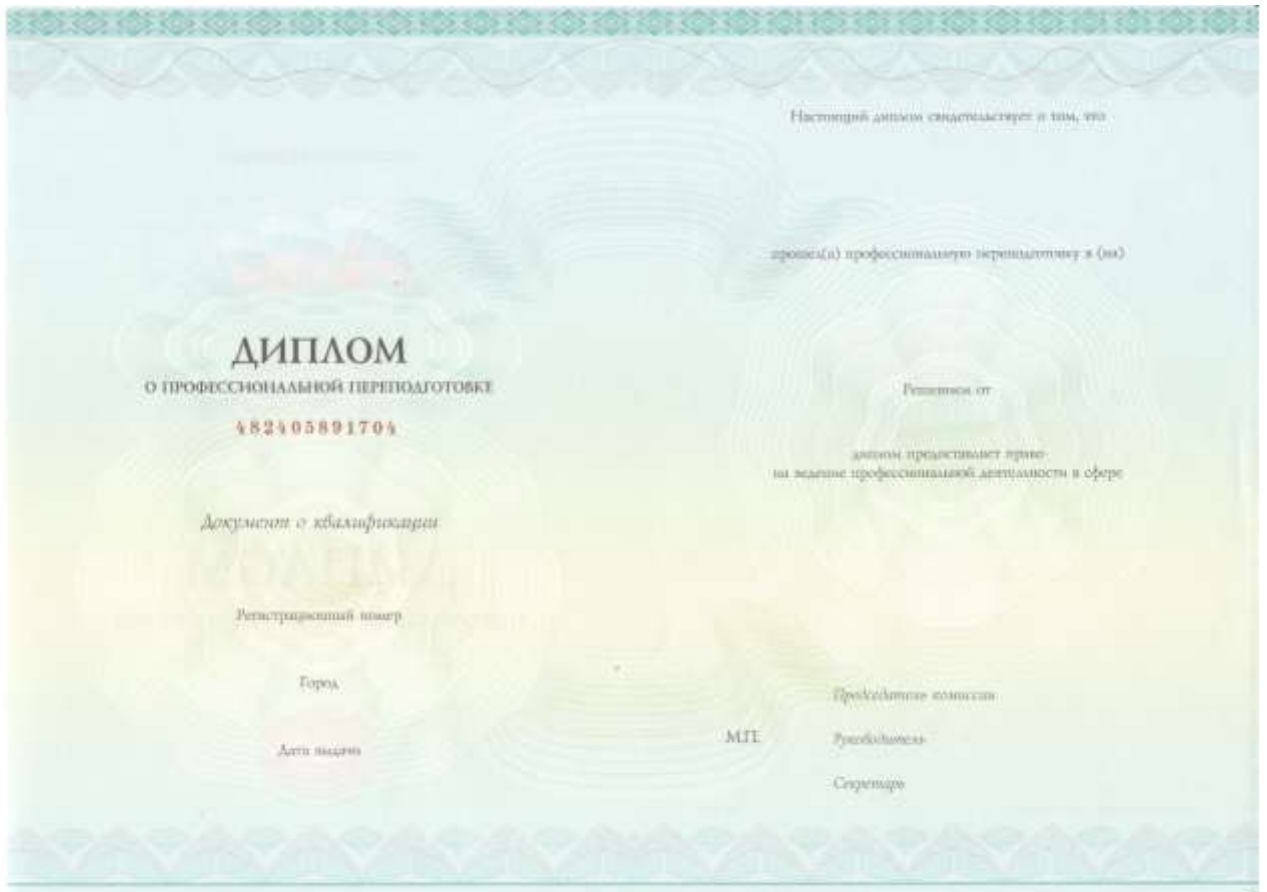 ДИПЛОМ
О ПРОФЕССИОНАЛЬНОЙ ПЕРЕПОДГОТОВКЕ
482405891704
Документ о квалификации
Регистрационный номер
Город
Дата выдачи
Настоящий диплом свидетельствует о том, что
прошел(а) профессиональную переподготовку в (на)
Решением от
диплом предоставляет право
на ведение профессиональной деятельности в сфере
М.П.
Председатель комиссии
Руководитель
Секретарь